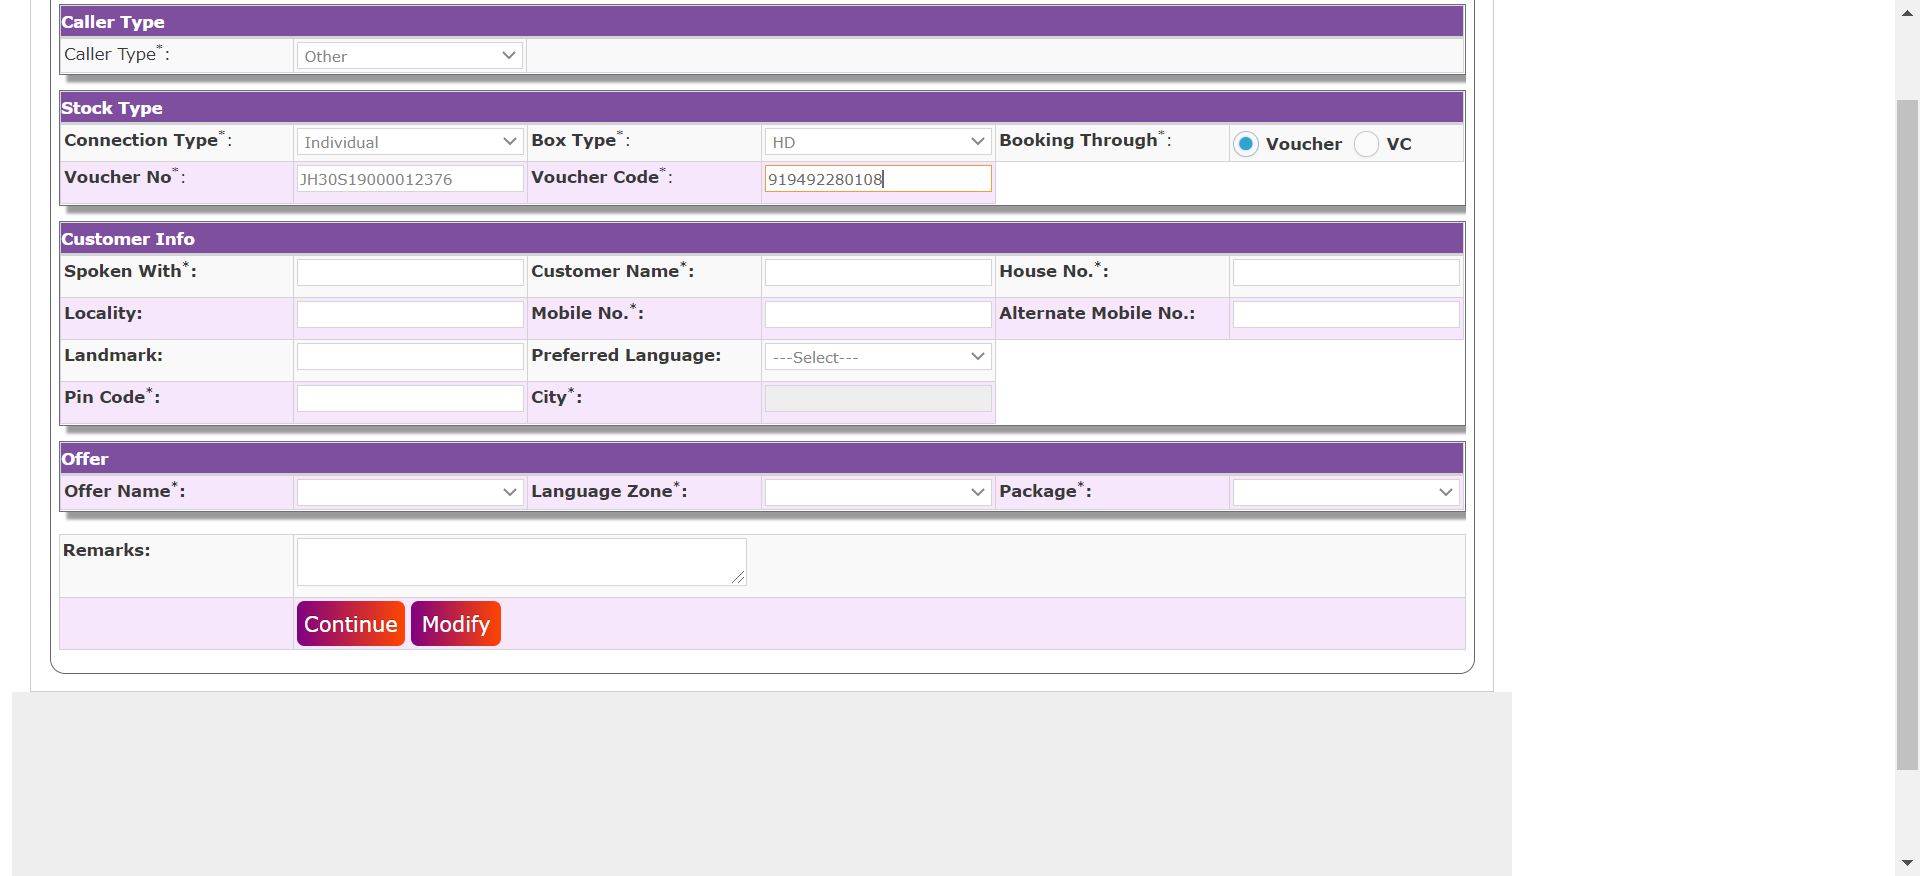 Caller Type
Caller Type*: Other
Stock Type
Connection Type*: Individual Box Type*: HD Booking Through*: Voucher VC
Voucher No*: JH30S19000012376 Voucher Code*: 919492280108
Customer Info
Spoken With*: Customer Name*: House No.*:
Locality: Mobile No.*: Alternate Mobile No.:
Landmark: Preferred Language: ---Select---
Pin Code*: City*:
Offer
Offer Name*: Language Zone*: Package*:
Remarks:
Continue Modify